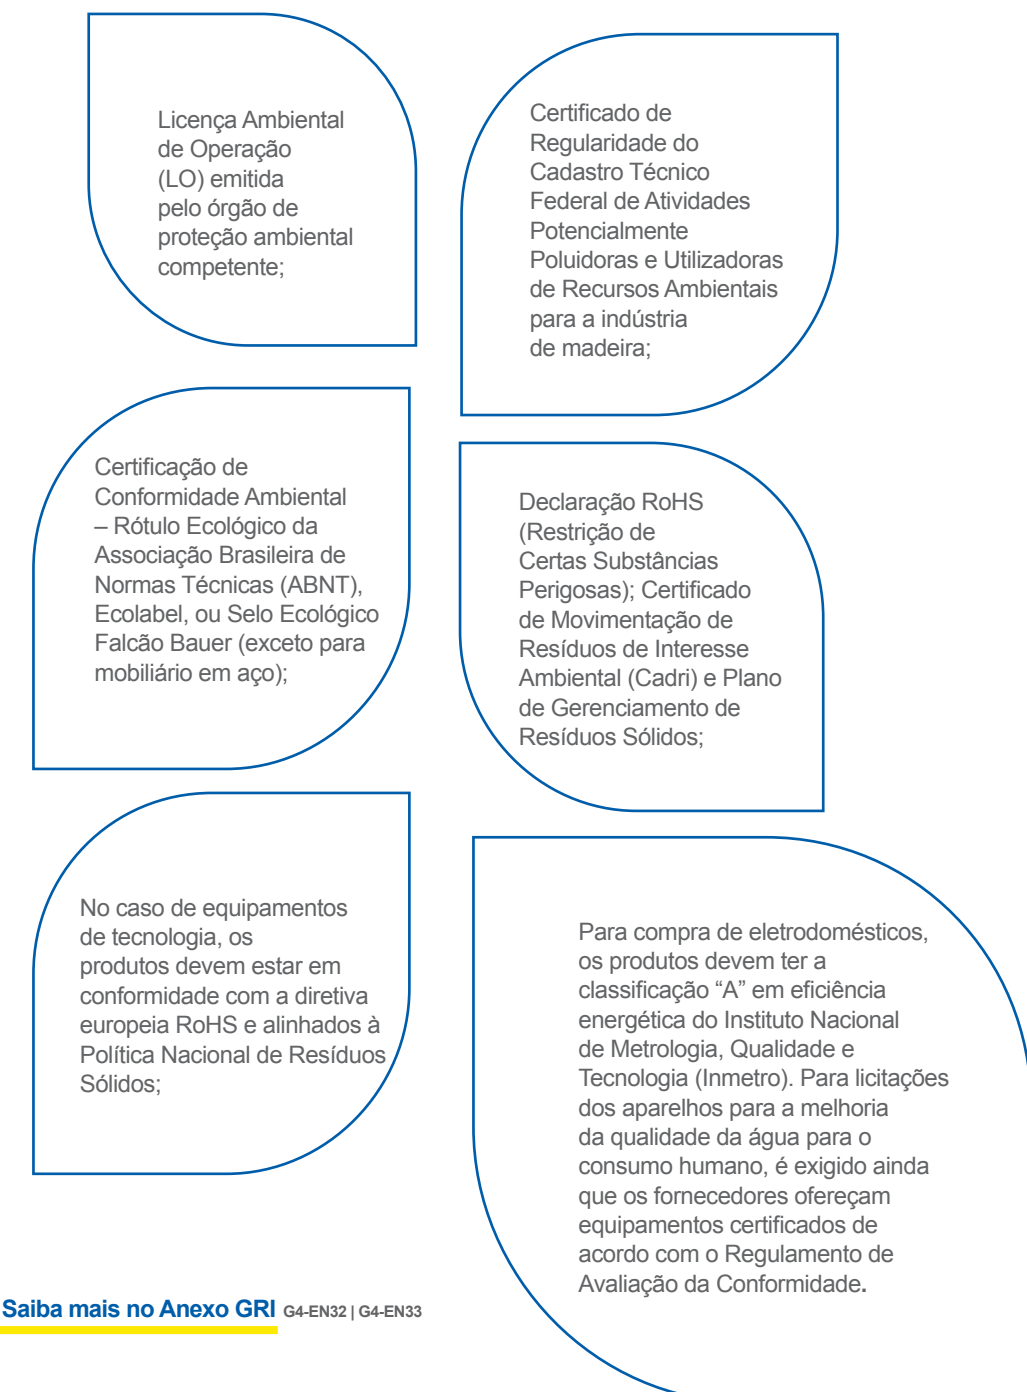 Licença Ambiental
de Operação
(LO) emitida
pelo órgão de
proteção ambiental
competente;
Certificado de
Regularidade do
Cadastro Técnico
Federal de Atividades
Potencialmente
Poluidoras e Utilizadoras
de Recursos Ambientais
para a indústria
de madeira;
Certificação de
Conformidade Ambiental
– Rótulo Ecológico da
Associação Brasileira de
Normas Técnicas (ABNT),
Ecolabel, ou Selo Ecológico
Falcão Bauer (exceto para
mobiliário em aço);
Declaração RoHS
(Restrição de
Certas Substâncias
Perigosas); Certificado
de Movimentação de
Resíduos de Interesse
Ambiental (Cadri) e Plano
de Gerenciamento de
Resíduos Sólidos;
No caso de equipamentos
de tecnologia, os
produtos devem estar em
conformidade com a diretiva
europeia RoHS e alinhados à
Política Nacional de Resíduos
Sólidos;
Para compra de eletrodomésticos,
os produtos devem ter a
classificação “A” em eficiência
energética do Instituto Nacional
de Metrologia, Qualidade e
Tecnologia (Inmetro). Para licitações
dos aparelhos para a melhoria
da qualidade da água para o
consumo humano, é exigido ainda
que os fornecedores ofereçam
equipamentos certificados de
acordo com o Regulamento de
Avaliação da Conformidade.
Saiba mais no Anexo GRI G4-EN32 | G4-EN33